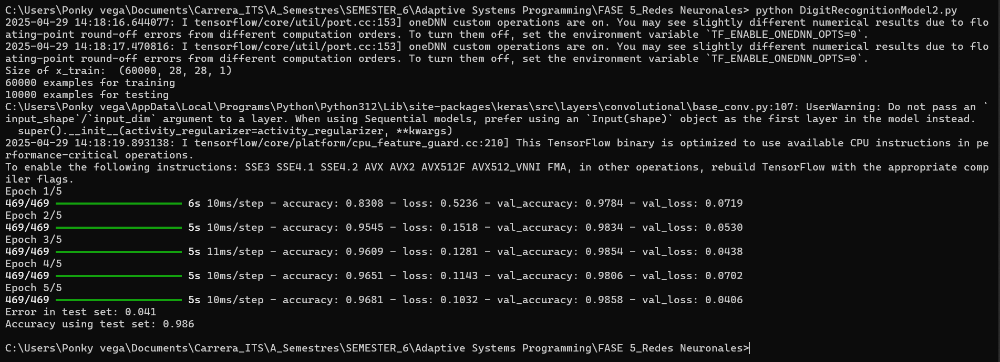 C:\Users\Ponky vega\Documents\Carrera_ITS\A_Semestres\SEMESTER_6\Adaptive Systems Programming\FASE 5_Redes Neuronales> python DigitRecognitionModel2.py
2025-04-29 14:18:16.644077: I tensorflow/core/util/port.cc:153] oneDNN custom operations are on. You may see slightly different numerical results due to flo
ating-point round-off errors from different computation orders. To turn them off, set the environment variable `TF_ENABLE_ONEDNN_OPTS=0`.
2025-04-29 14:18:17.470816: I tensorflow/core/util/port.cc:153] oneDNN custom operations are on. You may see slightly different numerical results due to flo
ating-point round-off errors from different computation orders. To turn them off, set the environment variable `TF_ENABLE_ONEDNN_OPTS=0`.
Size of x_train:  (60000, 28, 28, 1)
60000 examples for training
10000 examples for testing
C:\Users\Ponky vega\AppData\Local\Programs\Python\Python312\Lib\site-packages\keras\src\layers\convolutional\base_conv.py:107: UserWarning: Do not pass an `
input_shape`/`input_dim` argument to a layer. When using Sequential models, prefer using an `Input(shape)` object as the first layer in the model instead.
  super().__init__(activity_regularizer=activity_regularizer, **kwargs)
2025-04-29 14:18:19.893138: I tensorflow/core/platform/cpu_feature_guard.cc:210] This TensorFlow binary is optimized to use available CPU instructions in pe
rformance-critical operations.
To enable the following instructions: SSE3 SSE4.1 SSE4.2 AVX AVX2 AVX512F AVX512_VNNI FMA, in other operations, rebuild TensorFlow with the appropriate comp
iler flags.
Epoch 1/5
469/469 ━━━━━━━━━━━━━━━━━━━━ 6s 10ms/step - accuracy: 0.8308 - loss: 0.5236 - val_accuracy: 0.9784 - val_loss: 0.0719
Epoch 2/5
469/469 ━━━━━━━━━━━━━━━━━━━━ 5s 10ms/step - accuracy: 0.9545 - loss: 0.1518 - val_accuracy: 0.9834 - val_loss: 0.0530
Epoch 3/5
469/469 ━━━━━━━━━━━━━━━━━━━━ 5s 11ms/step - accuracy: 0.9609 - loss: 0.1281 - val_accuracy: 0.9854 - val_loss: 0.0438
Epoch 4/5
469/469 ━━━━━━━━━━━━━━━━━━━━ 5s 10ms/step - accuracy: 0.9651 - loss: 0.1143 - val_accuracy: 0.9806 - val_loss: 0.0702
Epoch 5/5
469/469 ━━━━━━━━━━━━━━━━━━━━ 5s 10ms/step - accuracy: 0.9681 - loss: 0.1032 - val_accuracy: 0.9858 - val_loss: 0.0406
Error in test set: 0.041
Accuracy using test set: 0.986
C:\Users\Ponky vega\Documents\Carrera_ITS\A_Semestres\SEMESTER_6\Adaptive Systems Programming\FASE 5_Redes Neuronales>